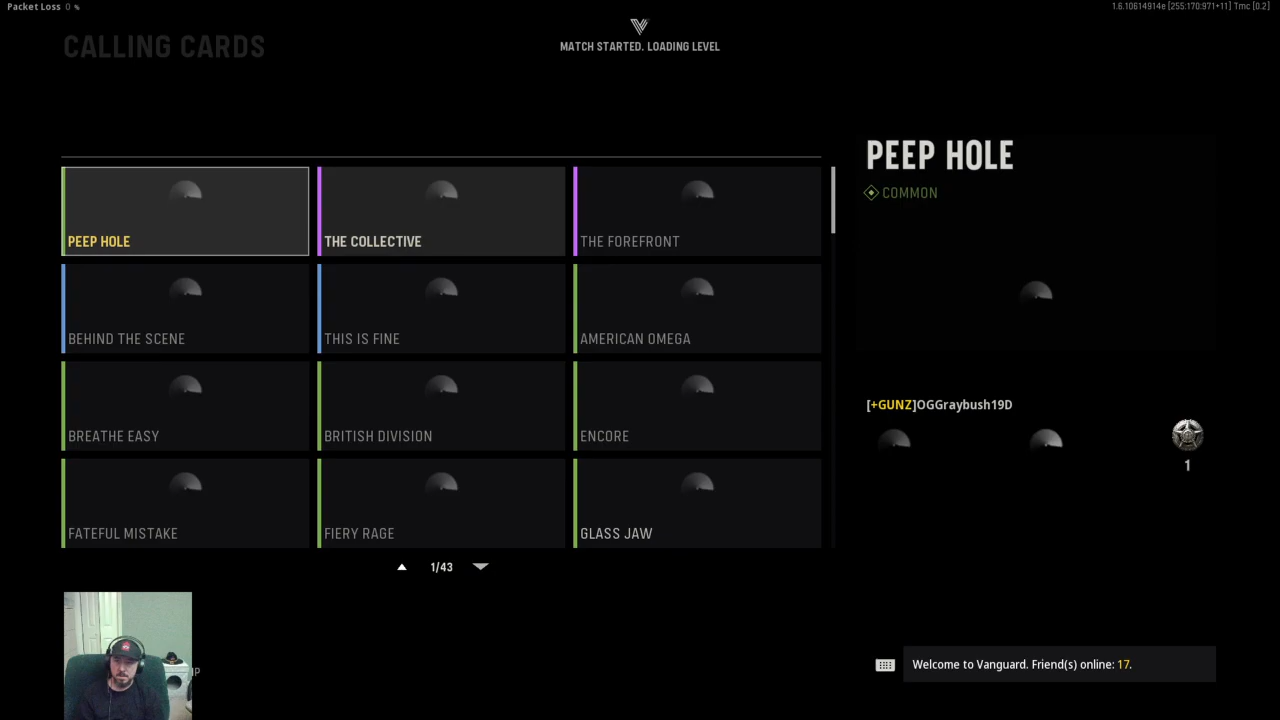 Packet Loss 0 %
1.6.10614914e [255:170:971+11] Tmc [0.2]
CALLING CARDS
MATCH STARTED. LOADING LEVEL
PEEP HOLE
THE COLLECTIVE
THE FOREFRONT
BEHIND THE SCENE
THIS IS FINE
AMERICAN OMEGA
BREATHE EASY
BRITISH DIVISION
ENCORE
FATEFUL MISTAKE
FIERY RAGE
GLASS JAW
1/43
PEEP HOLE
COMMON
[+GUNZ]OGGraybush19D
1
Welcome to Vanguard. Friend(s) online: 17.